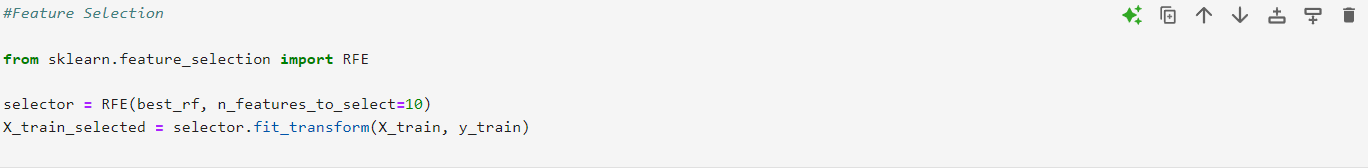 #Feature Selection
from sklearn.feature_selection import RFE
selector = RFE(best_rf, n_features_to_select=10)
X_train_selected = selector.fit_transform(X_train, y_train)